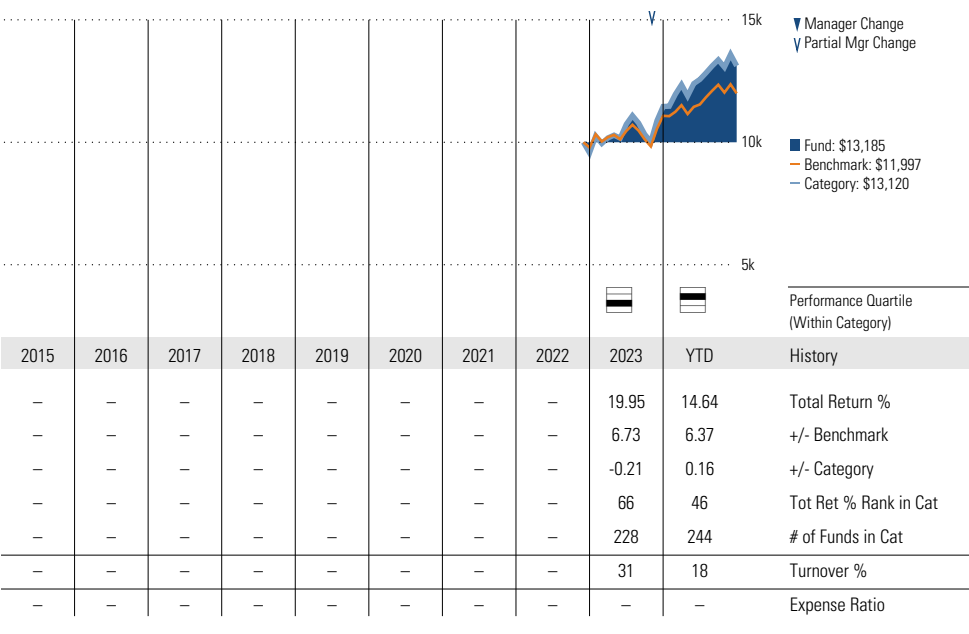 15k
▼ Manager Change
∨ Partial Mgr Change
10k
Fund: $13,185
Benchmark: $11,997
Category: $13,120
5k
Performance Quartile
(Within Category)
2015 2016 2017 2018 2019 2020 2021 2022 2023 YTD History
– – – – – – – – 19.95 14.64 Total Return %
– – – – – – – – 6.73 6.37 +/- Benchmark
– – – – – – – – -0.21 0.16 +/- Category
– – – – – – – – 66 46 Tot Ret % Rank in Cat
– – – – – – – – 228 244 # of Funds in Cat
– – – – – – – – 31 18 Turnover %
– – – – – – – – – – Expense Ratio